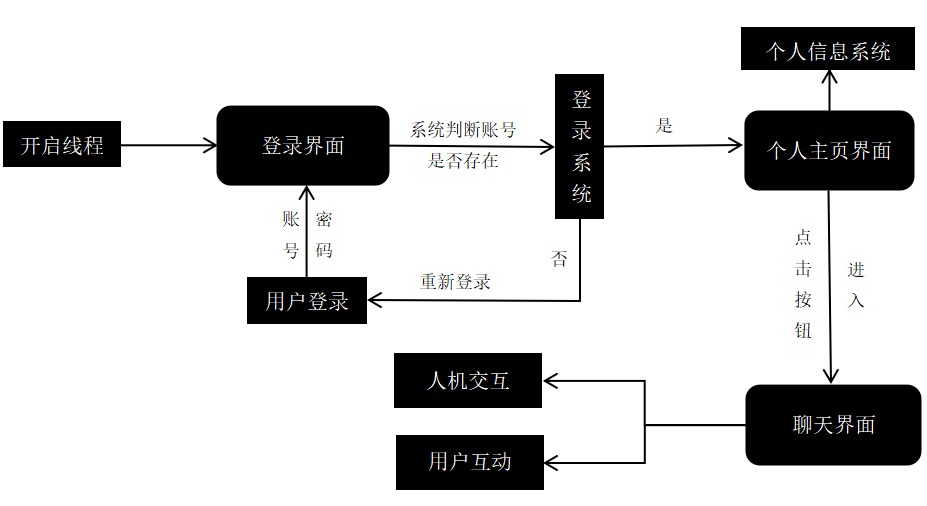 个人信息系统
开启线程
登录界面
系统判断账号
是否存在
登录系统
是
个人主页界面
账号
密码
用户登录
重新登录
否
点击按钮
进入
人机交互
用户互动
聊天界面